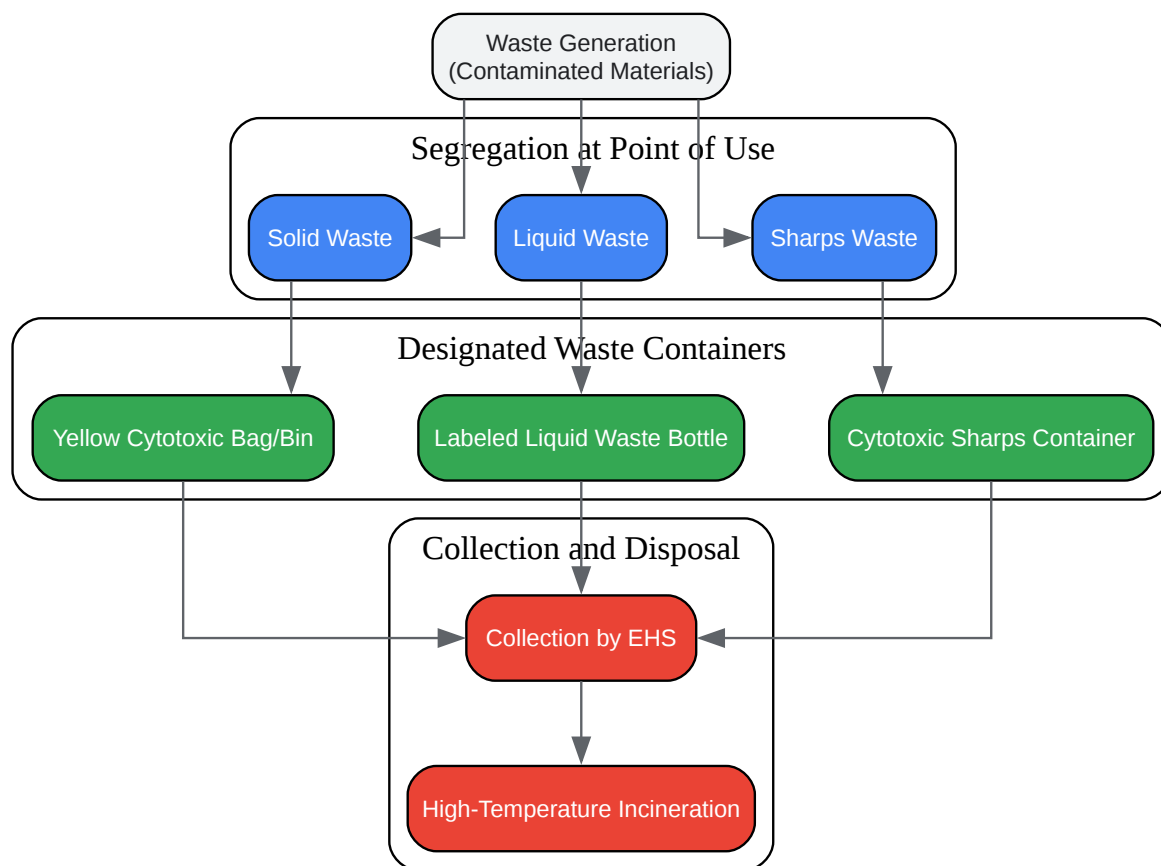 Waste Generation
(Contaminated Materials)
Segregation at Point of Use
Solid Waste
Liquid Waste
Sharps Waste
Designated Waste Containers
Yellow Cytotoxic Bag/Bin
Labeled Liquid Waste Bottle
Cytotoxic Sharps Container
Collection and Disposal
Collection by EHS
High-Temperature Incineration